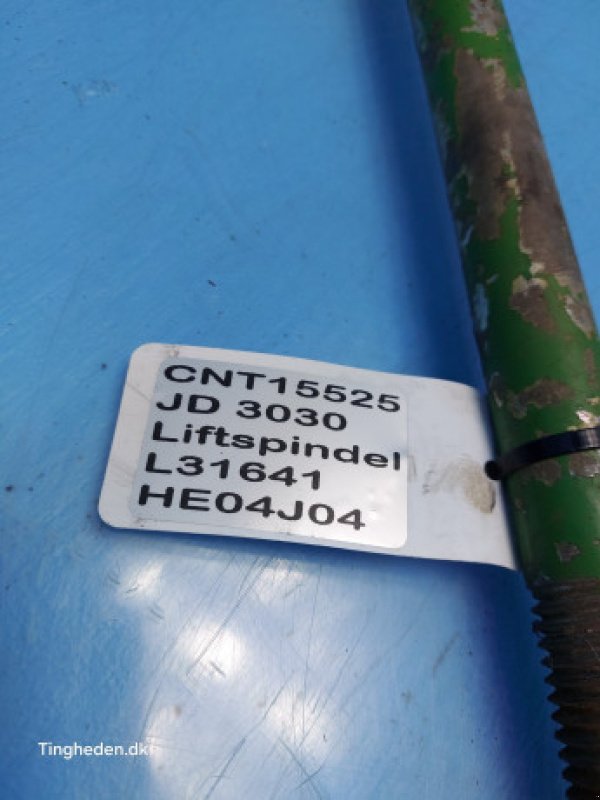 CNT15525
JD 3030
Liftspindel
L31641
HE04J04
Tingheden.dk